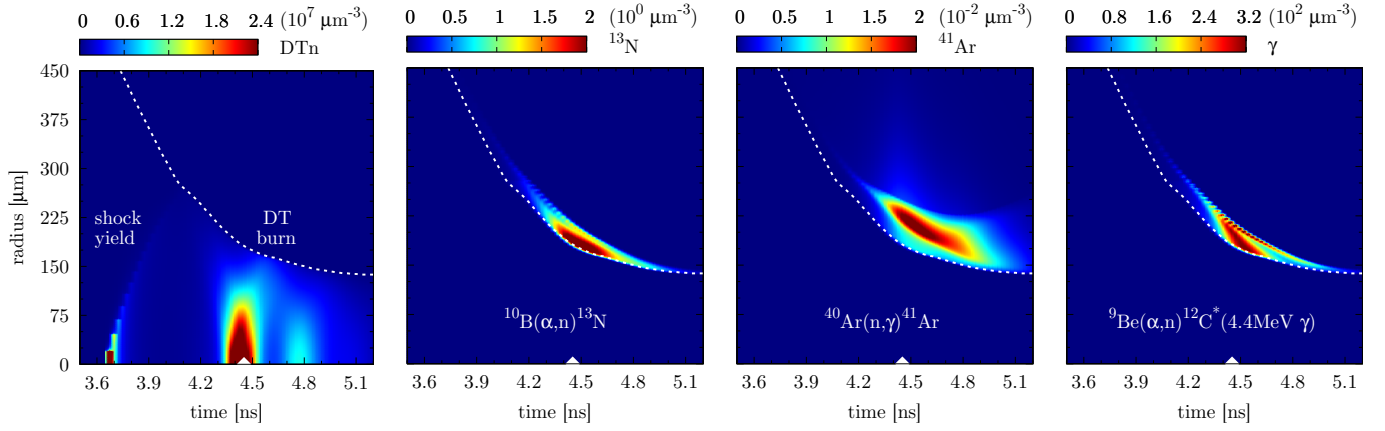 0 0.6 1.2 1.8 2.4 (10⁷ μm⁻³)
DTn
0 0.5 1 1.5 2 (10⁰ μm⁻³)
¹³N
0 0.5 1 1.5 2 (10⁻² μm⁻³)
⁴¹Ar
0 0.8 1.6 2.4 3.2 (10² μm⁻³)
γ
450
375
300
225
150
75
0
radius [μm]
shock
yield
DT
burn
3.6 3.9 4.2 4.5 4.8 5.1
time [ns]
¹⁰B(α,n)¹³N
3.6 3.9 4.2 4.5 4.8 5.1
time [ns]
⁴⁰Ar(n,γ)⁴¹Ar
3.6 3.9 4.2 4.5 4.8 5.1
time [ns]
⁹Be(α,n)¹²C*(4.4MeV γ)
3.6 3.9 4.2 4.5 4.8 5.1
time [ns]